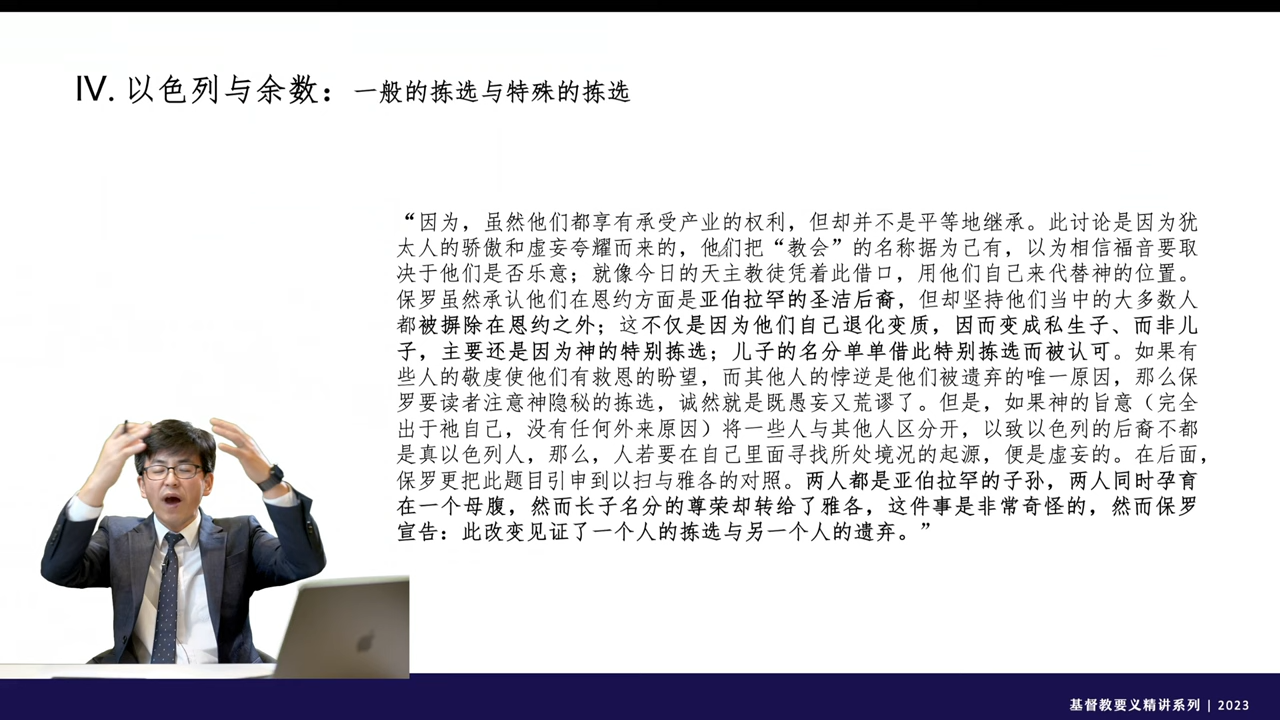 IV. 以色列与余数：一般的拣选与特殊的拣选
“因为，虽然他们都享有承受产业的权利，但却并不是平等地继承。此讨论是因为犹
太人的骄傲和虚妄夸耀而来的，他们把“教会”的名称据为己有，以为相信福音要取
决于他们是否乐意；就像今日的天主教徒凭着此借口，用他们自己来代替神的位置。
保罗虽然承认他们在恩约方面是亚伯拉罕的圣洁后裔，但却坚持他们当中的大多数人
都被摒除在恩约之外；这不仅是因为他们自己退化变质，因而变成私生子、而非儿
子，主要还是因为神的特别拣选；儿子的名分单单借此特别拣选而被认可。如果有
些人的敬虔使他们有救恩的盼望，而其他人的悖逆是他们被遗弃的唯一原因，那么保
罗要读者注意神隐秘的拣选，诚然就是既愚妄又荒谬了。但是，如果神的旨意（完全
出于祂自己，没有任何外来原因）将一些人与其他人区分开，以致以色列的后裔不都
是真以色列人，那么，人若要在自己里面寻找所处境况的起源，便是虚妄的。在后面，
保罗更把此题目引申到以扫与雅各的对照。两人都是亚伯拉罕的子孙，两人同时孕育
在一个母腹，然而长子名分的尊荣却转给了雅各，这件事是非常奇怪的，然而保罗
宣告：此改变见证了一个人的拣选与另一个人的遗弃。”
基督教要义精讲系列 | 2023